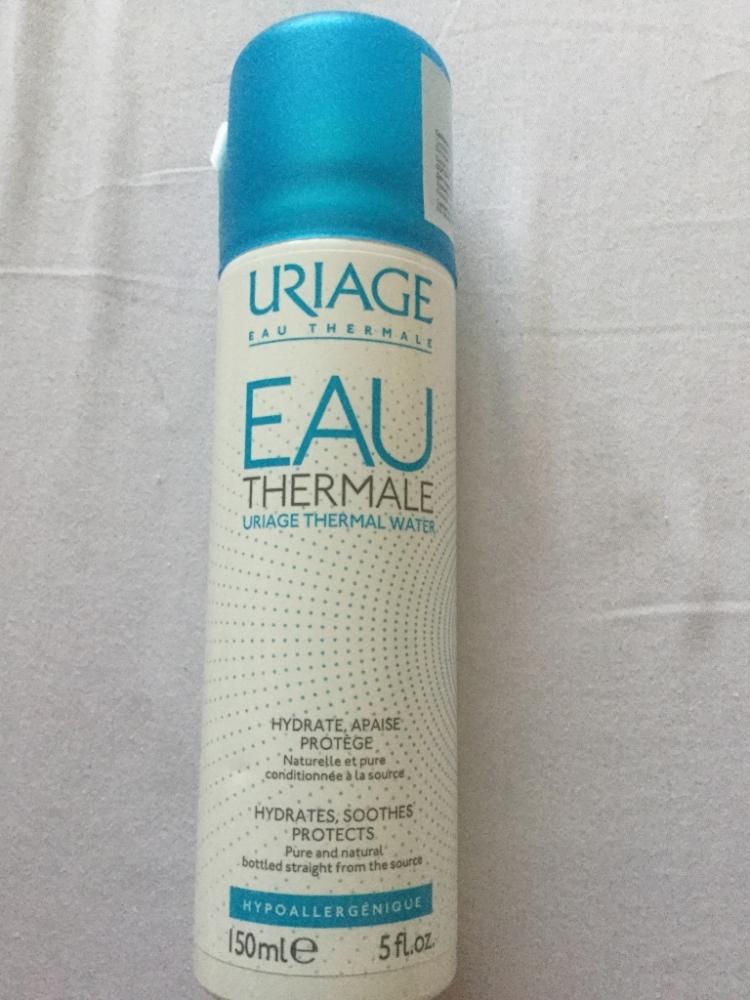 URIAGE
EAU THERMALE
EAU
THERMALE
URIAGE THERMAL WATER
HYDRATE, APAISE
PROTÈGE
Naturelle et pure
conditionnée à la source
HYDRATES, SOOTHES
PROTECTS
Pure and natural
bottled straight from the source
HYPOALLERGÉNIQUE
150ml℮ 5 fl.oz.